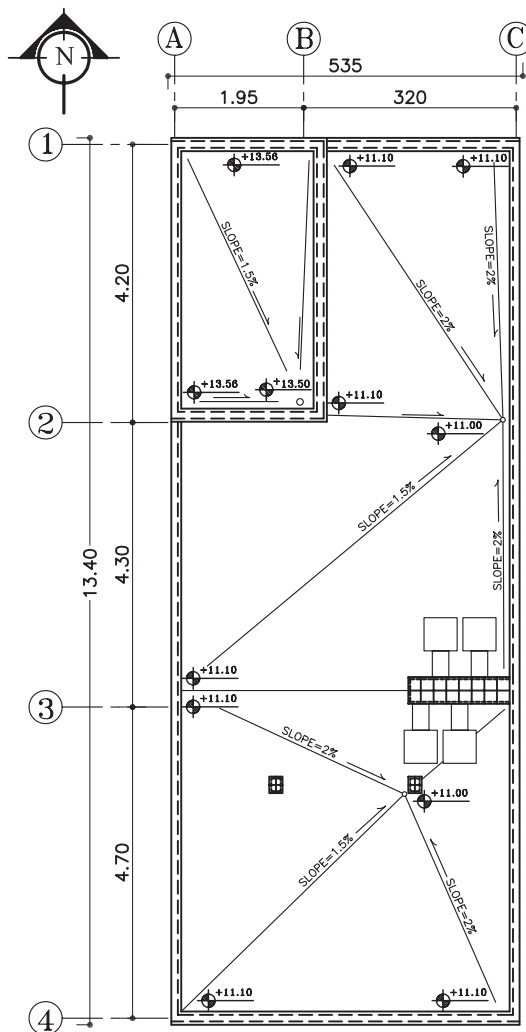 N
A B C
535
1.95 320
1
+13.56 +11.10 +11.10
SLOPE=1.5%
SLOPE=2%
SLOPE=2%
4.20
+13.56 +13.50 +11.10
2
+11.00
SLOPE=1.5%
SLOPE=2%
4.30
13.40
+11.10
3
+11.10
SLOPE=2%
+11.00
SLOPE=1.5%
SLOPE=2%
4.70
+11.10 +11.10
4